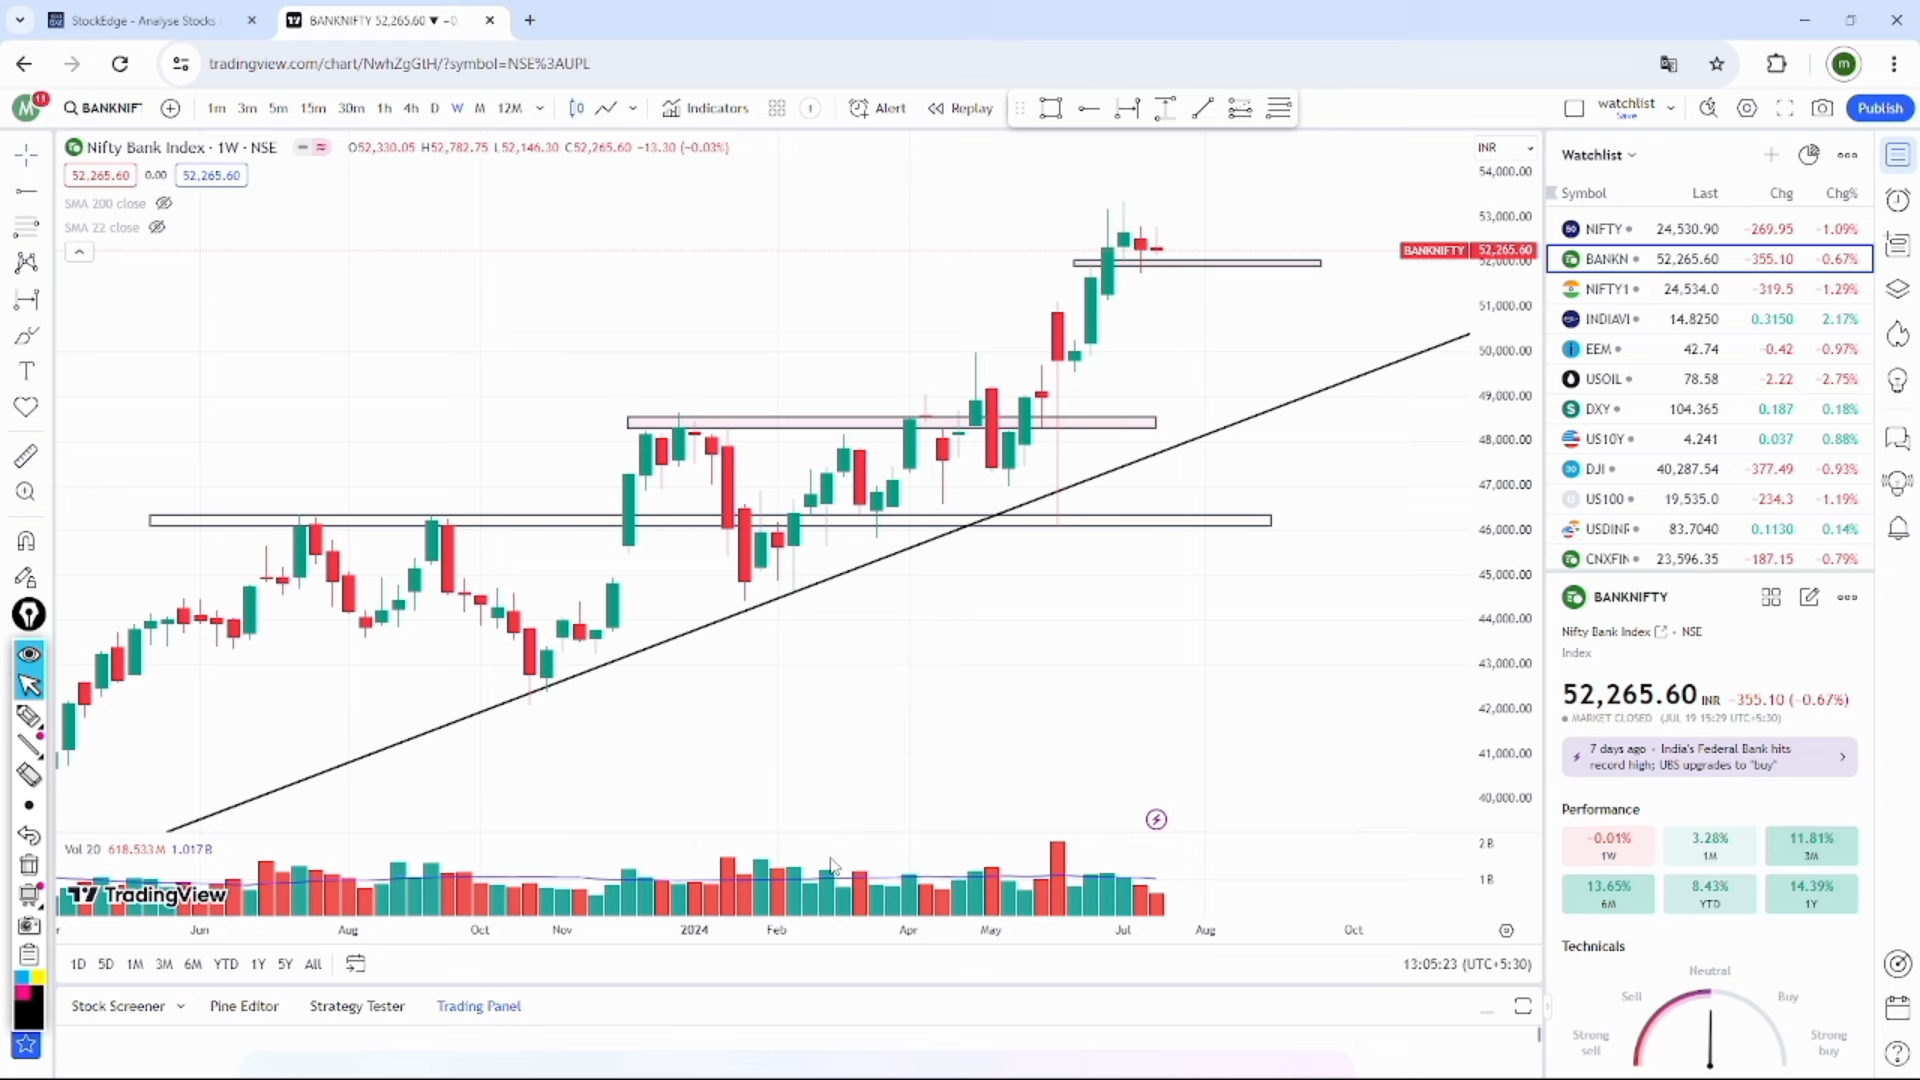 StockEdge - Analyse Stocks
BANKNIFTY 52,265.60 ▼ −0
tradingview.com/chart/NwhZgGtH/?symbol=NSE%3AUPL
m
M
11
BANKNIF
1m 3m 5m 15m 30m 1h 4h D W M 12M
Indicators
Alert
Replay
watchlist
Save
Publish
Nifty Bank Index · 1W · NSE
O52,330.05 H52,782.75 L52,146.30 C52,265.60 −13.30 (−0.03%)
52,265.60 0.00 52,265.60
SMA 200 close
SMA 22 close
INR
54,000.00
53,000.00
BANKNIFTY 52,265.60
52,000.00
51,000.00
50,000.00
49,000.00
48,000.00
47,000.00
46,000.00
45,000.00
44,000.00
43,000.00
42,000.00
41,000.00
40,000.00
Vol 20 618.533M 1.017B
2B
1B
TradingView
Jun Aug Oct Nov 2024 Feb Apr May Jul Aug Oct
1D 5D 1M 3M 6M YTD 1Y 5Y All
13:05:23 (UTC+5:30)
Stock Screener Pine Editor Strategy Tester Trading Panel
Watchlist
Symbol Last Chg Chg%
NIFTY 24,530.90 −269.95 −1.09%
BANKN 52,265.60 −355.10 −0.67%
NIFTY1 24,534.0 −319.5 −1.29%
INDIAVI 14.8250 0.3150 2.17%
EEM 42.74 −0.42 −0.97%
USOIL 78.58 −2.22 −2.75%
DXY 104.365 0.187 0.18%
US10Y 4.241 0.037 0.88%
DJI 40,287.54 −377.49 −0.93%
US100 19,535.0 −234.3 −1.19%
USDINR 83.7040 0.1130 0.14%
CNXFIN 23,596.35 −187.15 −0.79%
BANKNIFTY
Nifty Bank Index • NSE
Index
52,265.60 INR −355.10 (−0.67%)
MARKET CLOSED (JUL 19 15:29 UTC+5:30)
7 days ago • India's Federal Bank hits
record high; UBS upgrades to "buy"
Performance
−0.01% 3.28% 11.81%
1W 1M 3M
13.65% 8.43% 14.39%
6M YTD 1Y
Technicals
Neutral
Sell Buy
Strong sell
Strong buy